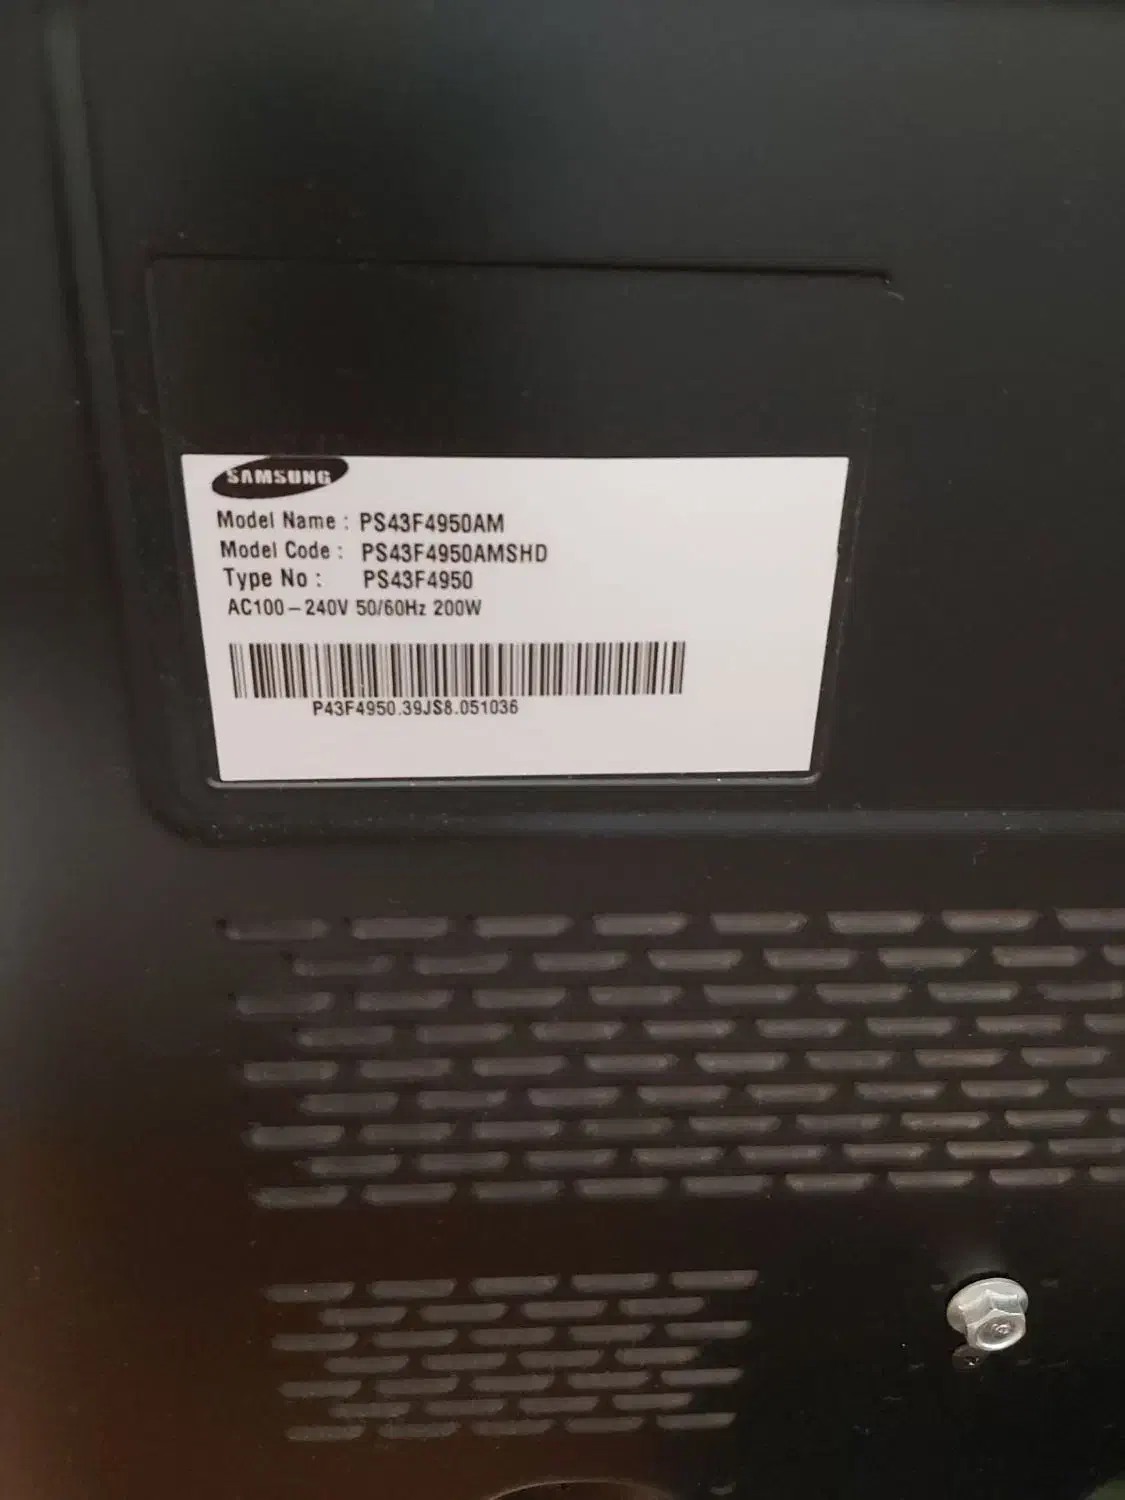 SAMSUNG
Model Name : PS43F4950AM
Model Code : PS43F4950AMSHD
Type No : PS43F4950
AC100-240V 50/60Hz 200W
P43F4950.39JS8.051036